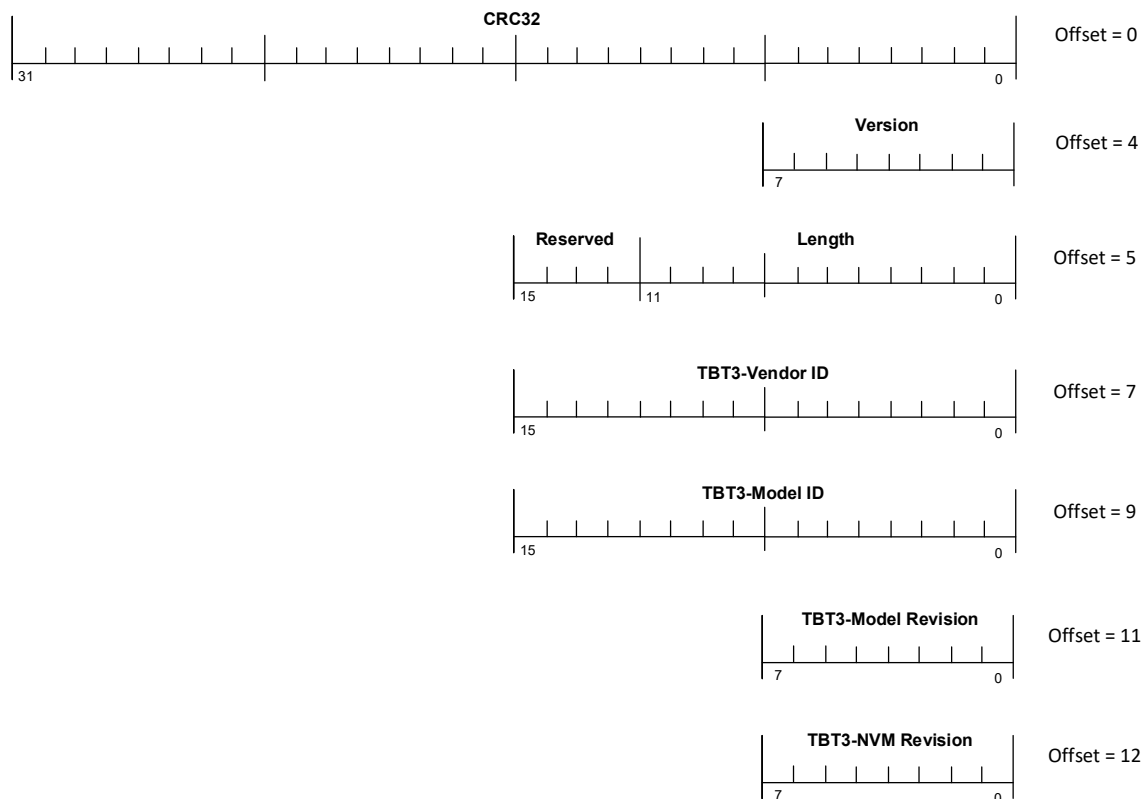 CRC32
Offset = 0
31 0
Version
Offset = 4
7
Reserved Length
Offset = 5
15 11 0
TBT3-Vendor ID
Offset = 7
15 0
TBT3-Model ID
Offset = 9
15 0
TBT3-Model Revision
Offset = 11
7 0
TBT3-NVM Revision
Offset = 12
7 0